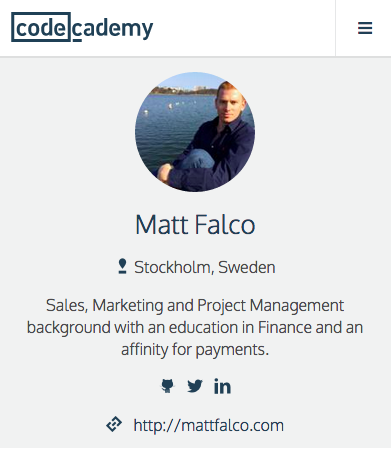 codecademy
Matt Falco
Stockholm, Sweden
Sales, Marketing and Project Management
background with an education in Finance and an
affinity for payments.
in
http://mattfalco.com